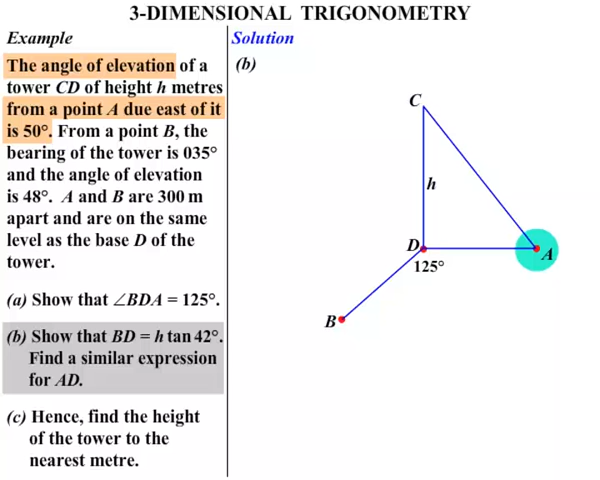 3-DIMENSIONAL TRIGONOMETRY
Example
The angle of elevation of a
tower CD of height h metres
from a point A due east of it
is 50°. From a point B, the
bearing of the tower is 035°
and the angle of elevation
is 48°. A and B are 300 m
apart and are on the same
level as the base D of the
tower.
(a) Show that ∠BDA = 125°.
(b) Show that BD = h tan 42°.
Find a similar expression
for AD.
(c) Hence, find the height
of the tower to the
nearest metre.
Solution
(b)
C
h
D
A
125°
B